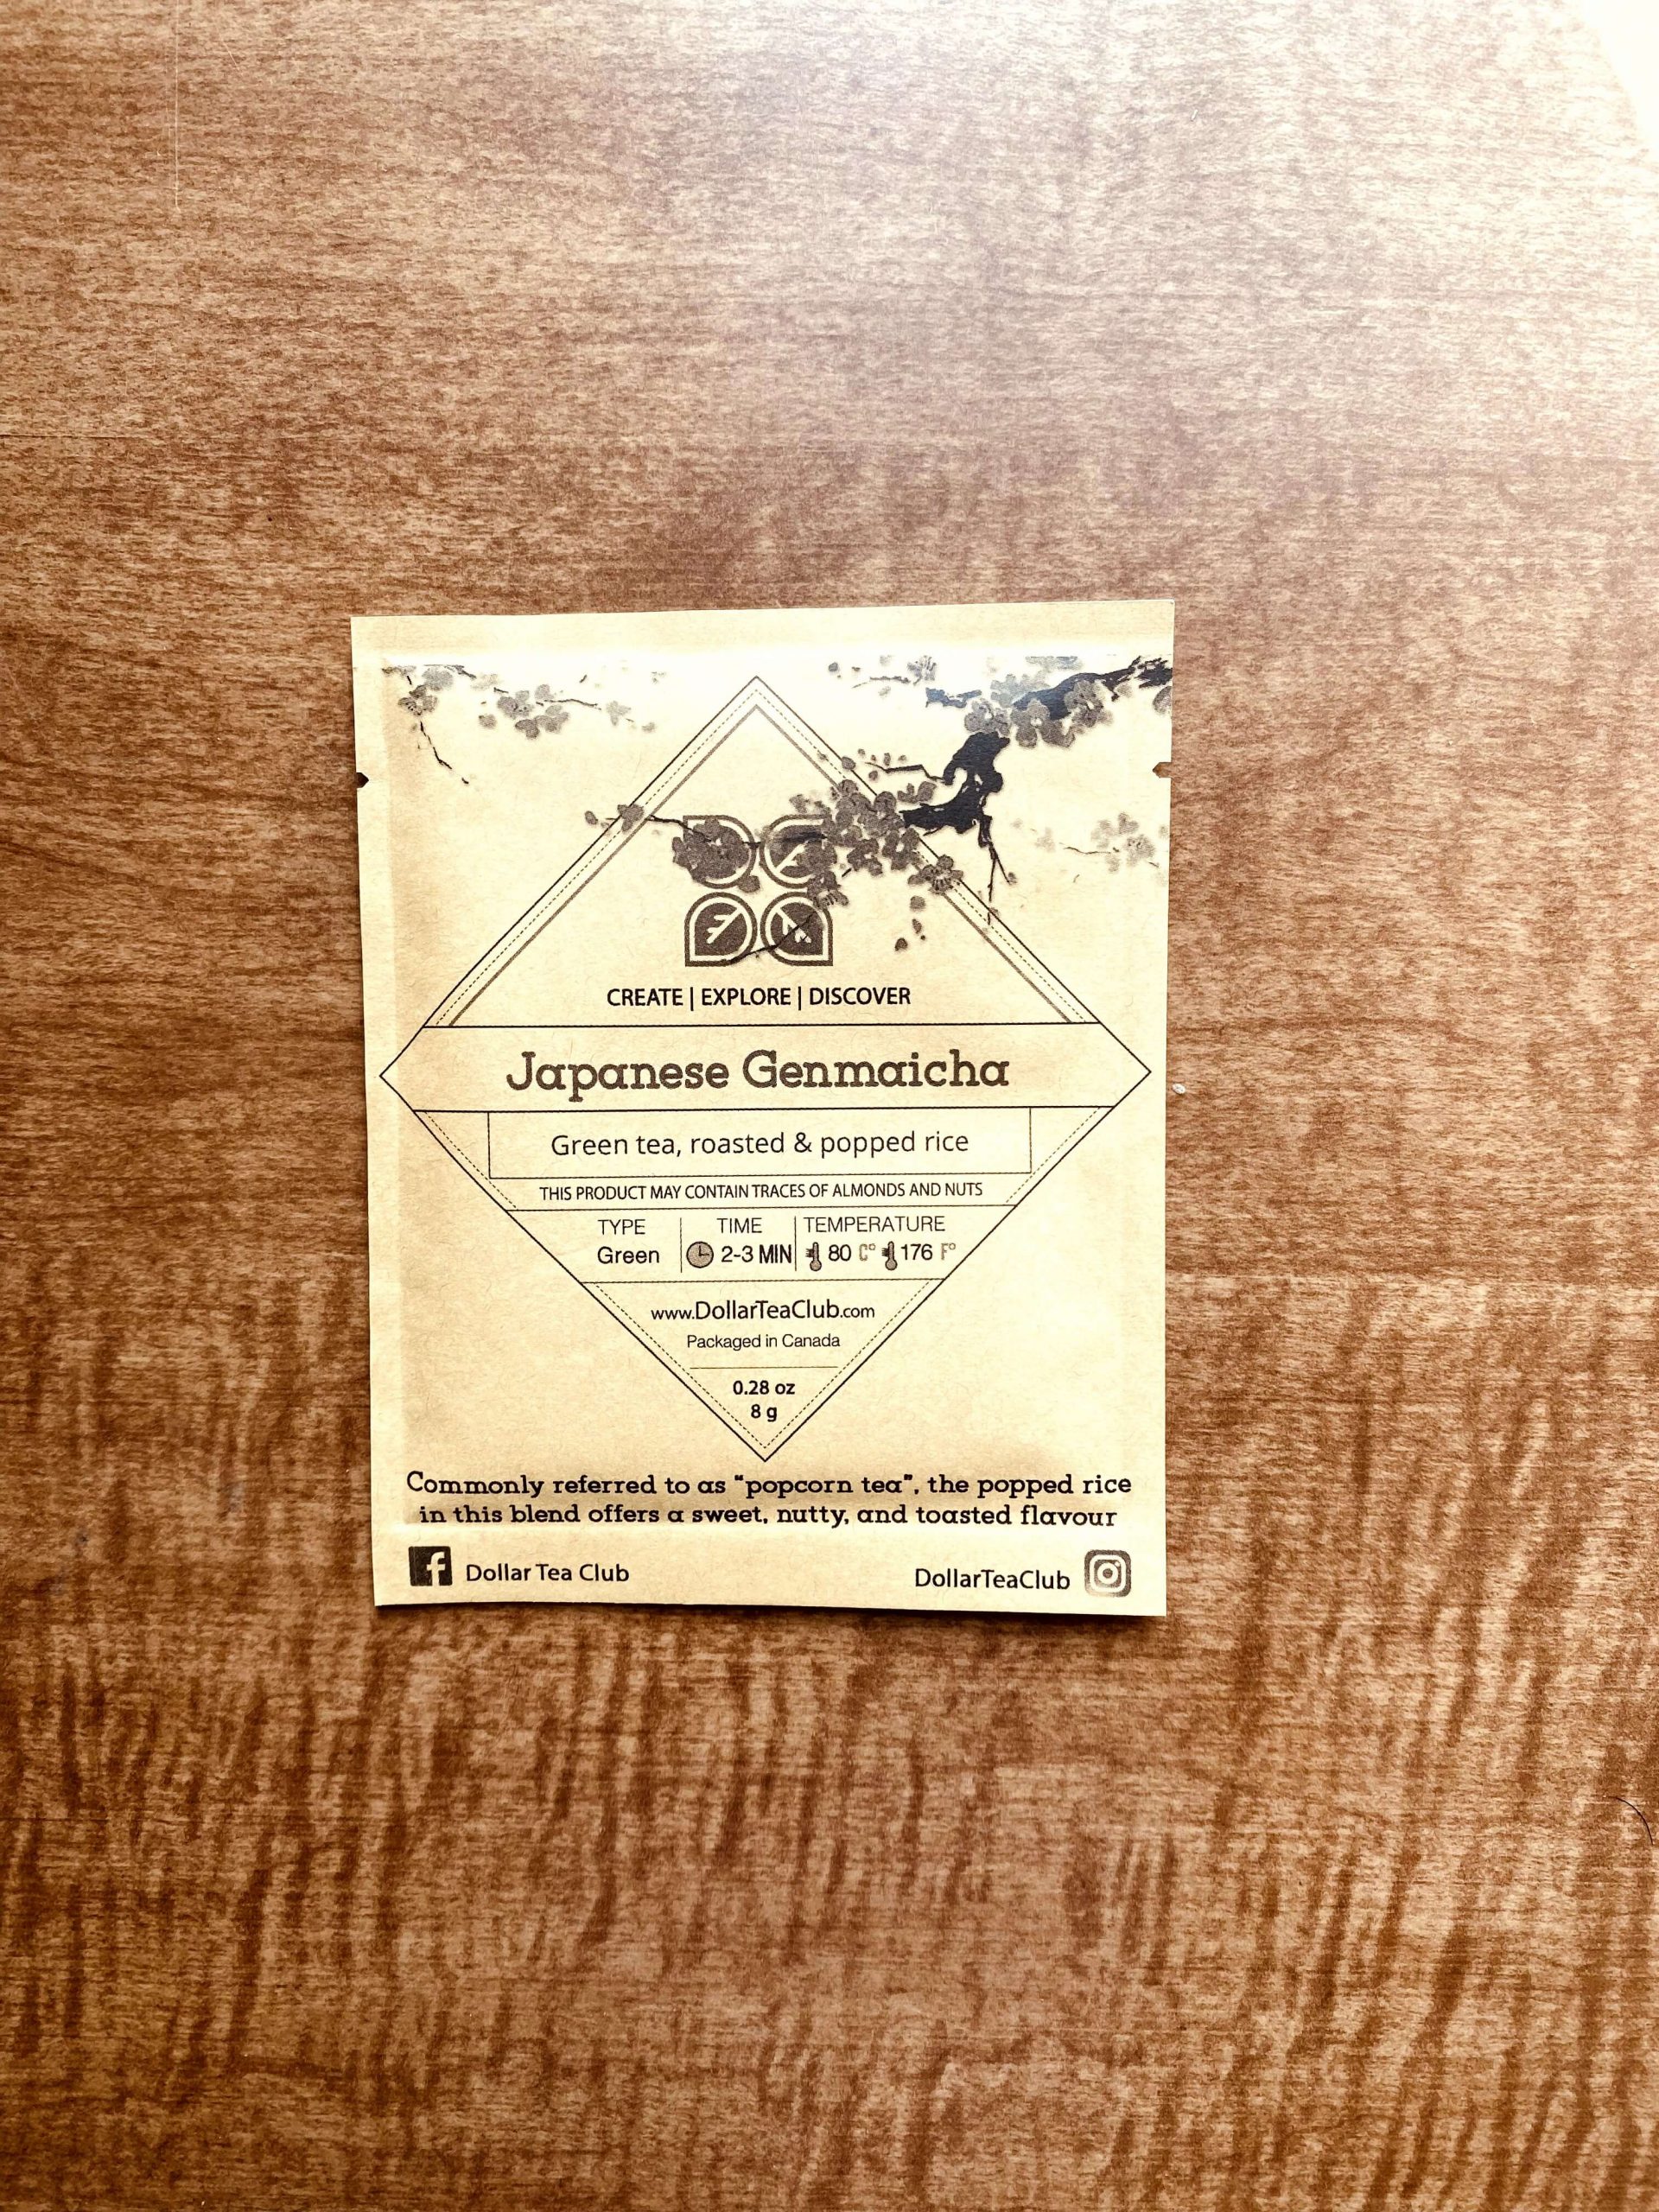 CREATE | EXPLORE | DISCOVER
Japanese Genmaicha
Green tea, roasted & popped rice
THIS PRODUCT MAY CONTAIN TRACES OF ALMONDS AND NUTS
TYPE TIME TEMPERATURE
Green 2-3 MIN 80 C° 176 F°
www.DollarTeaClub.com
Packaged in Canada
0.28 oz
8 g
Commonly referred to as "popcorn tea", the popped rice
in this blend offers a sweet, nutty, and toasted flavour
Dollar Tea Club DollarTeaClub